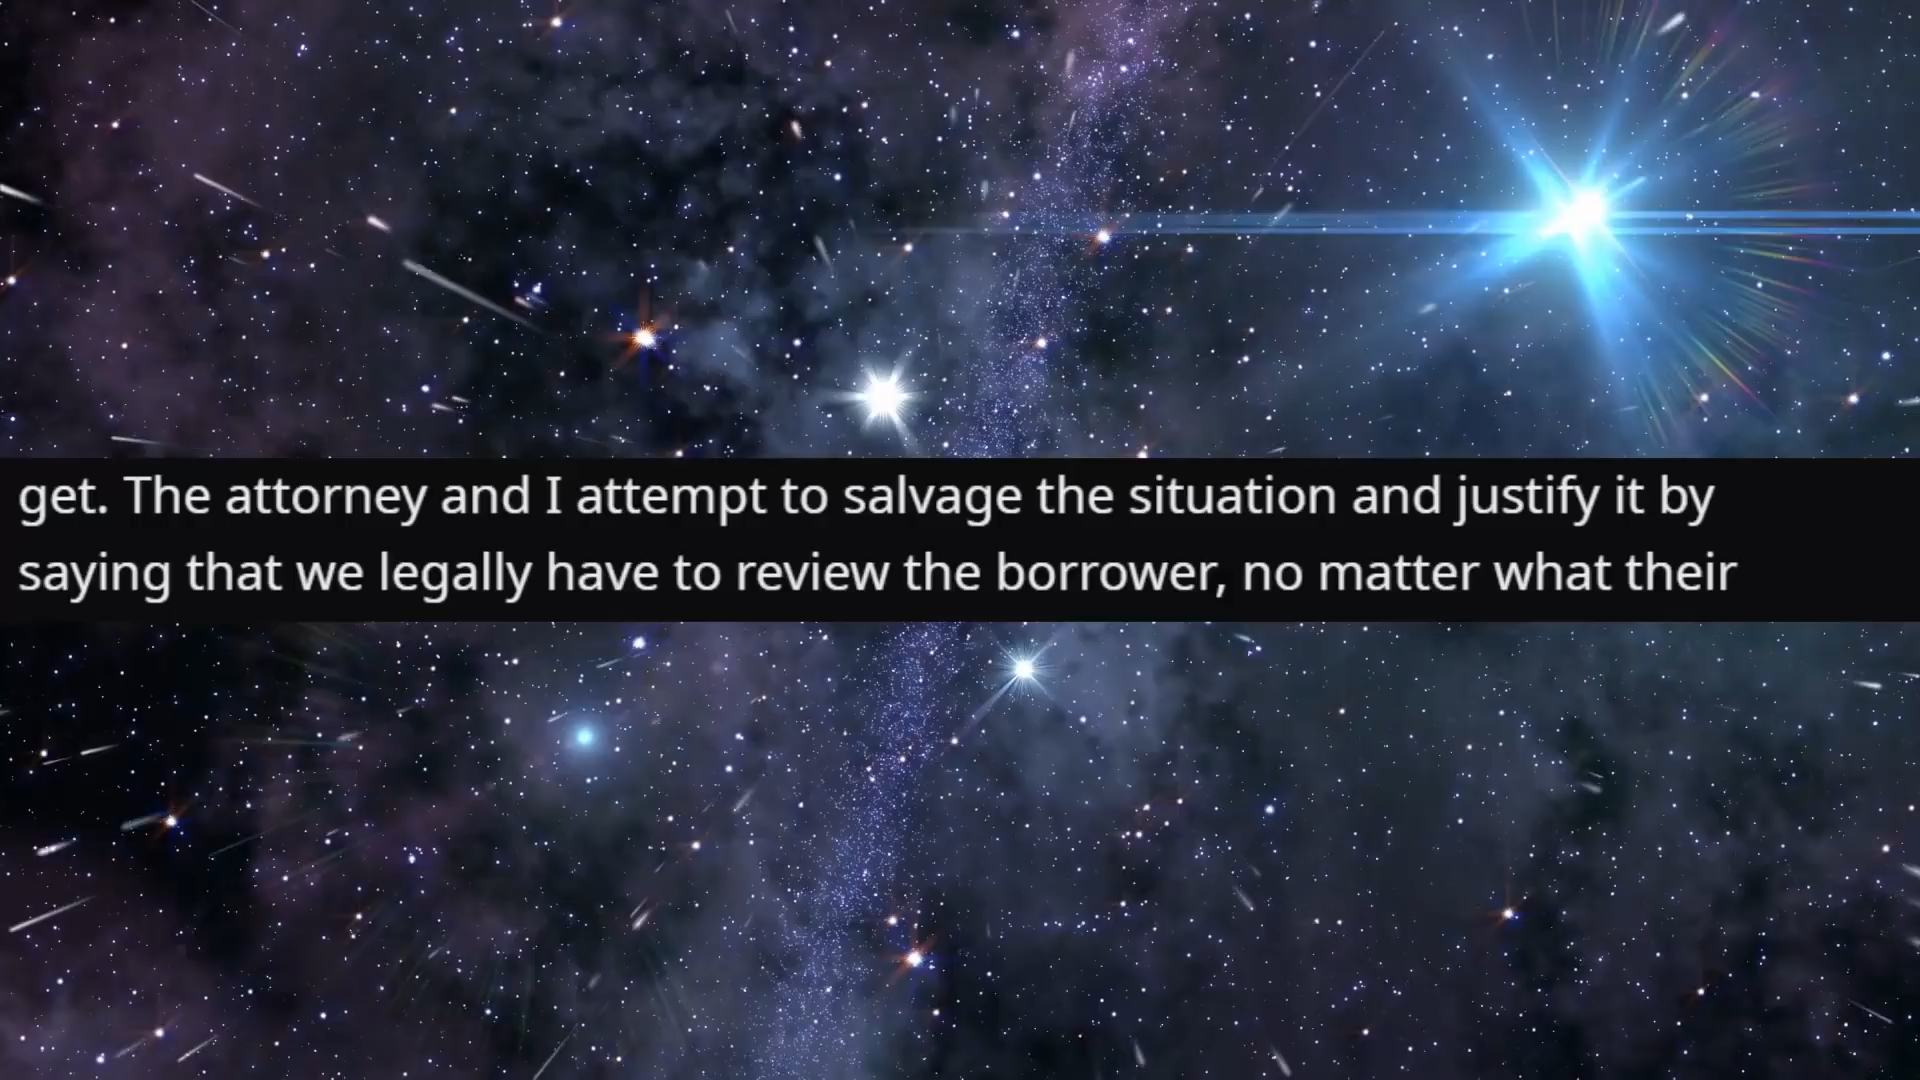 get. The attorney and I attempt to salvage the situation and justify it by
saying that we legally have to review the borrower, no matter what their